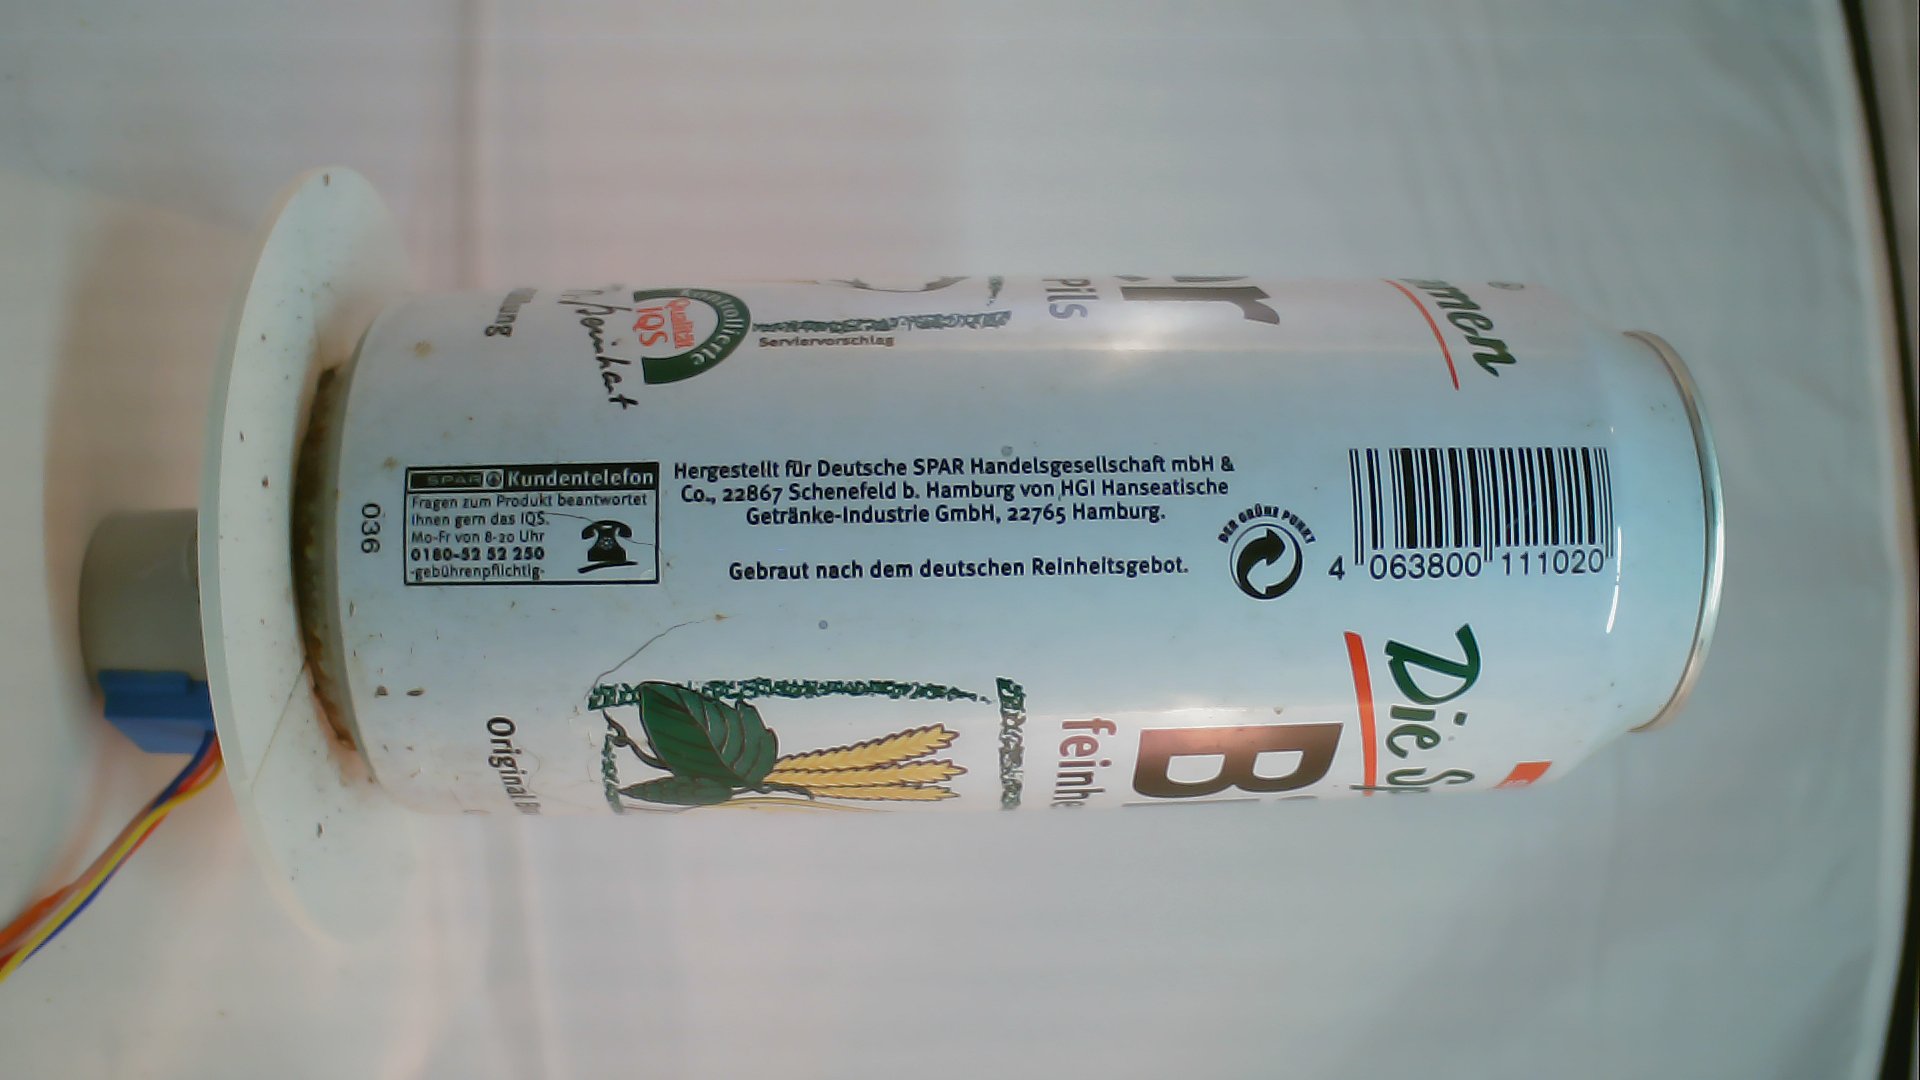 SPAR Kundentelefon
Fragen zum Produkt beantwortet
Ihnen gern das IQS.
Mo-Fr von 8-20 Uhr
0180-52 52 250
-gebührenpflichtig-
Hergestellt für Deutsche SPAR Handelsgesellschaft mbH &
Co., 22867 Schenefeld b. Hamburg von HGI Hanseatische
Getränke-Industrie GmbH, 22765 Hamburg.
Gebraut nach dem deutschen Reinheitsgebot.
DER GRÜNE PUNKT
4 063800 111020
036
Kontrollierte
Qualität
IQS
Serviervorschlag
Pils
Die
Original